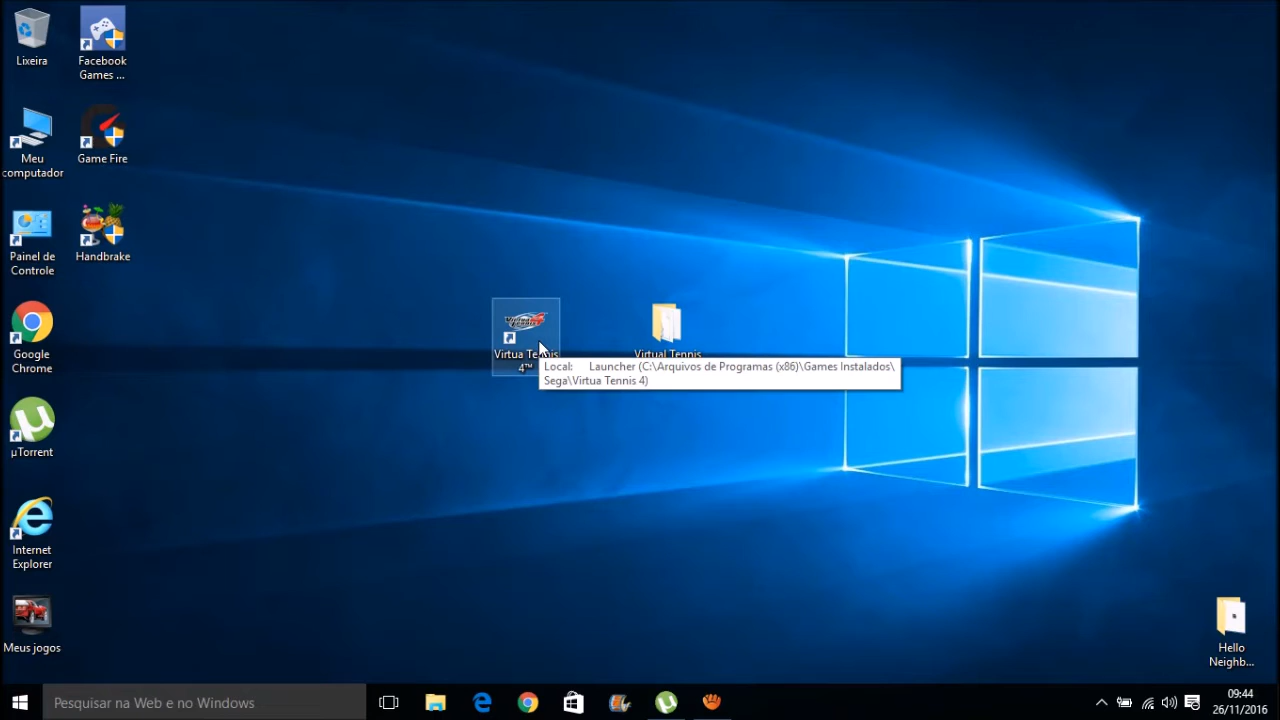 Lixeira
Facebook
Games ...
Meu
computador
Game Fire
Painel de
Controle
Handbrake
Google
Chrome
µTorrent
Internet
Explorer
Meus jogos
Virtua Tennis
4™
Virtual Tennis
Local: Launcher (C:\Arquivos de Programas (x86)\Games Instalados\
Sega\Virtua Tennis 4)
Hello
Neighb...
Pesquisar na Web e no Windows
09:44
26/11/2016